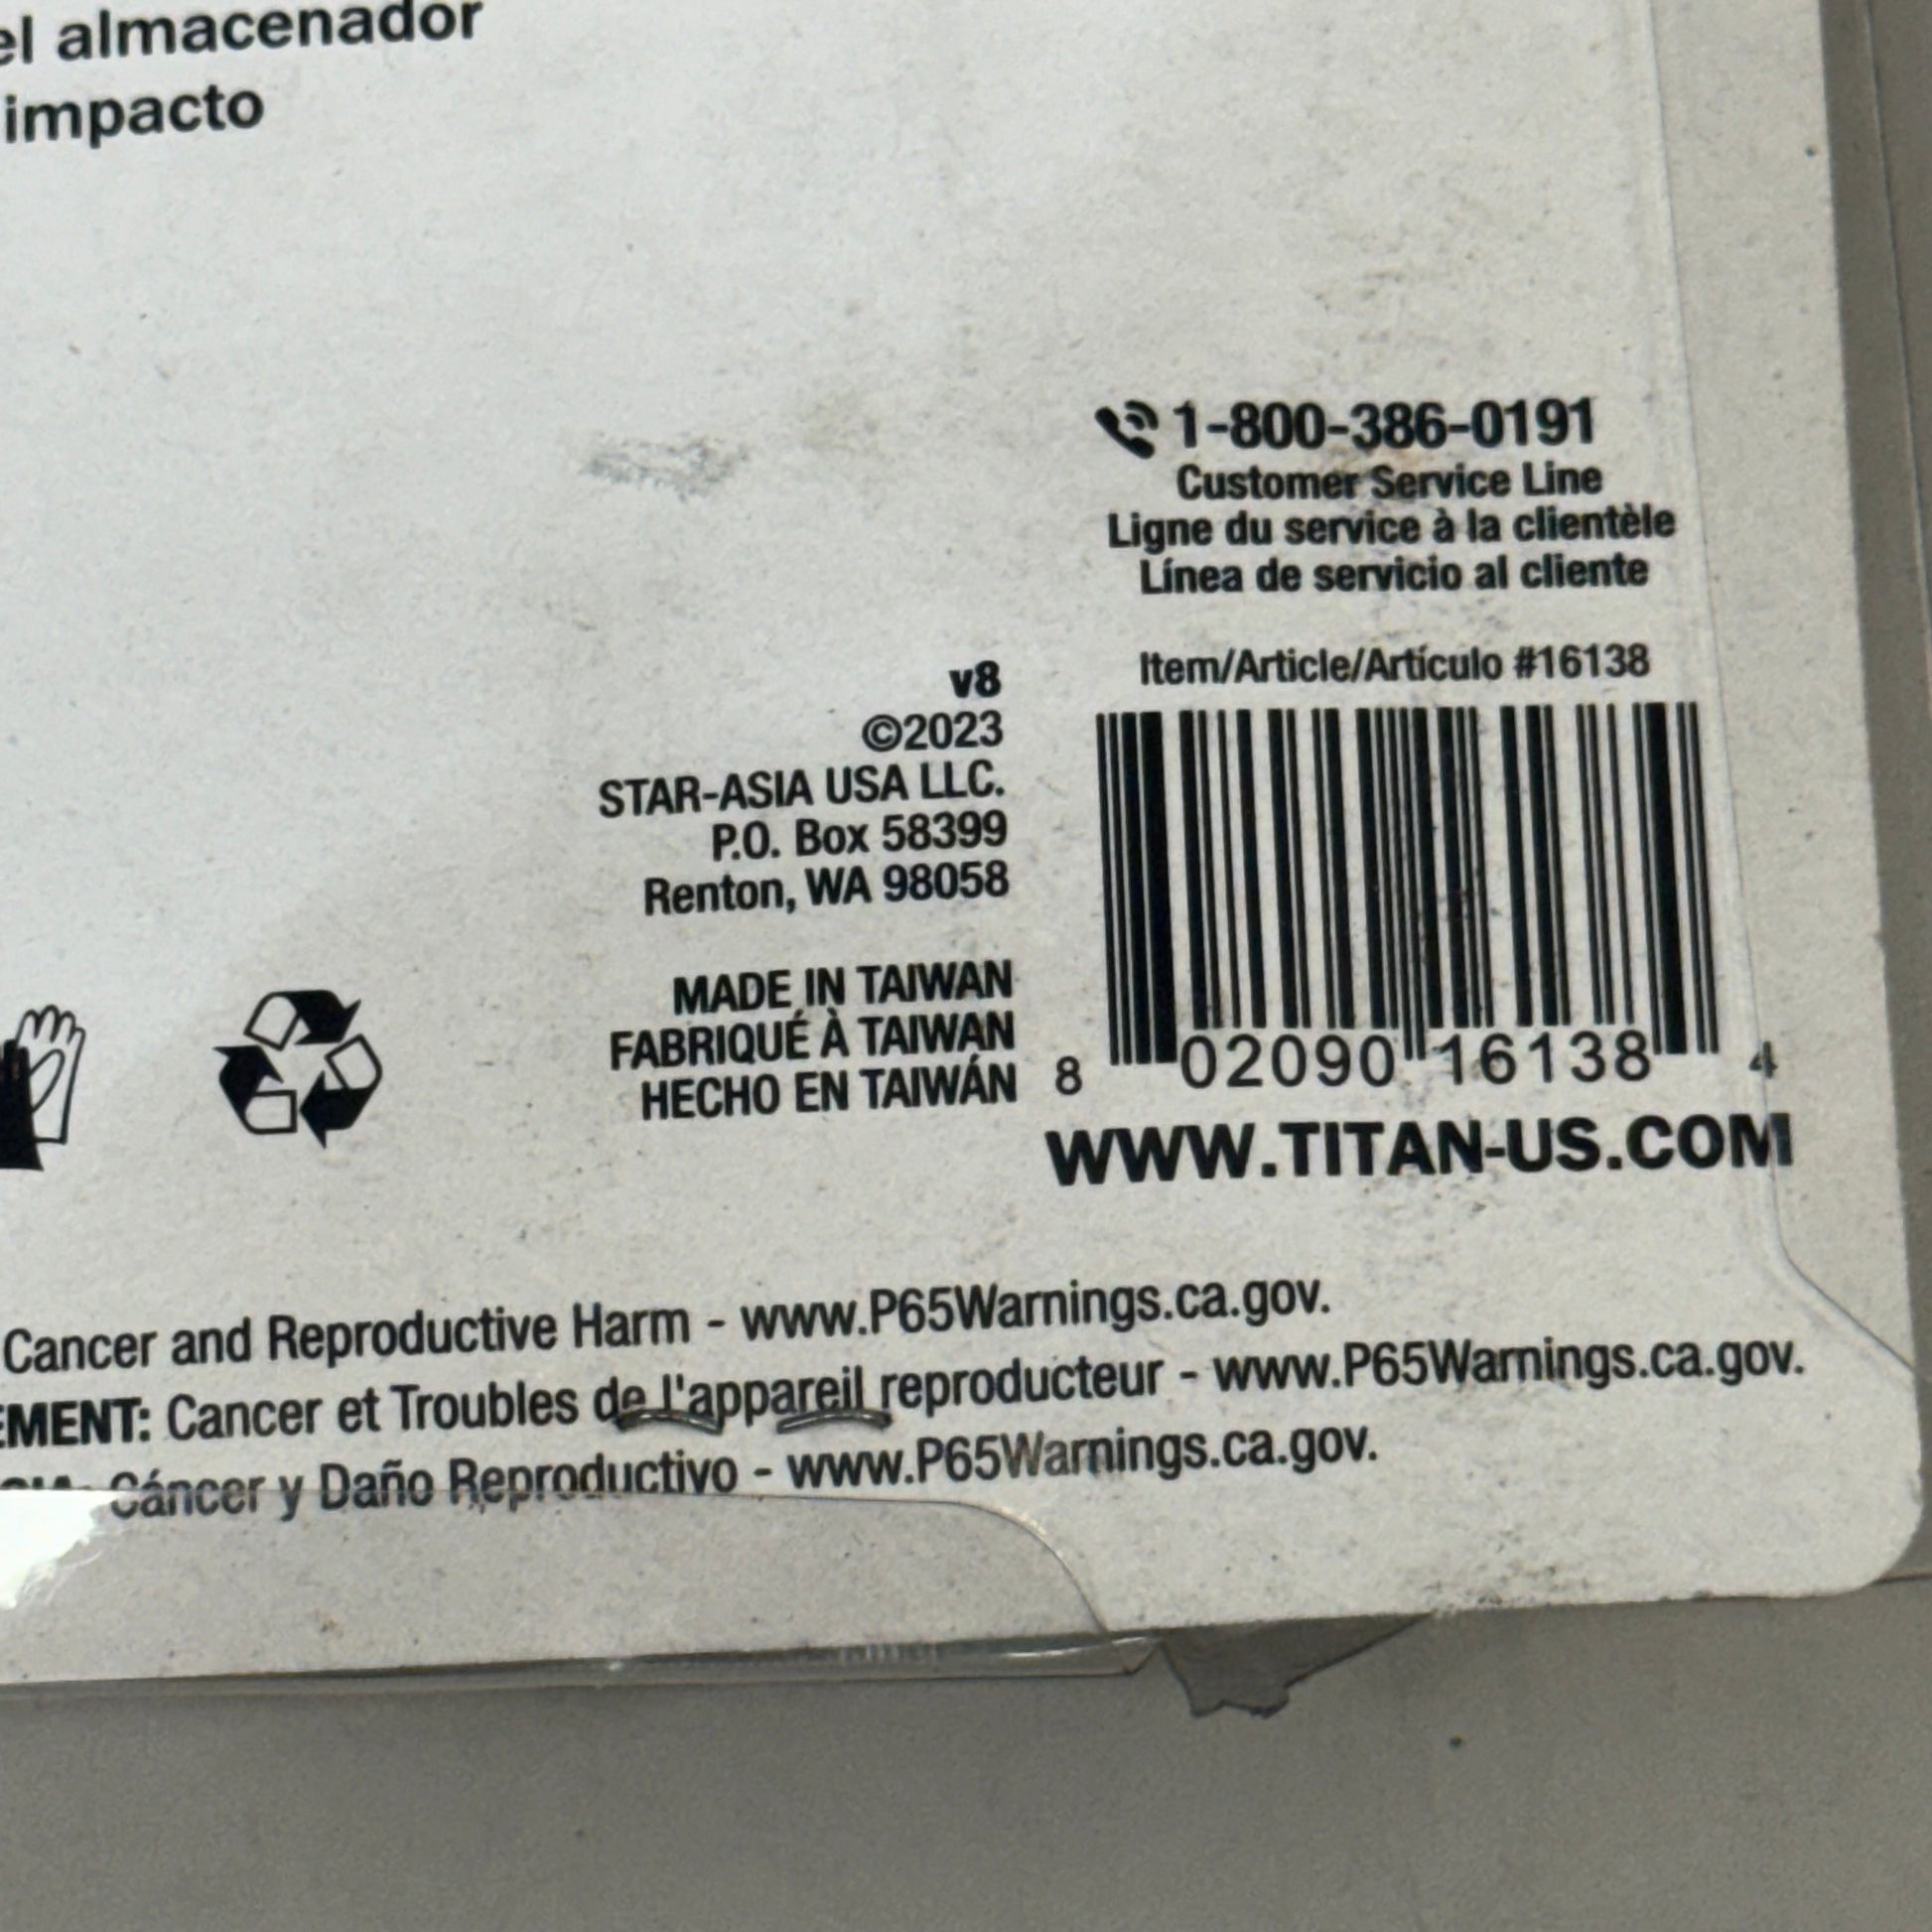 el almacenador
impacto
1-800-386-0191
Customer Service Line
Ligne du service à la clientèle
Línea de servicio al cliente
Item/Article/Artículo #16138
v8
©2023
STAR-ASIA USA LLC.
P.O. Box 58399
Renton, WA 98058
MADE IN TAIWAN
FABRIQUÉ À TAIWAN
HECHO EN TAIWÁN
8 02090 16138 4
WWW.TITAN-US.COM
Cancer and Reproductive Harm - www.P65Warnings.ca.gov.
EMENT: Cancer et Troubles de l'appareil reproducteur - www.P65Warnings.ca.gov.
Cáncer y Daño Reproductivo - www.P65Warnings.ca.gov.